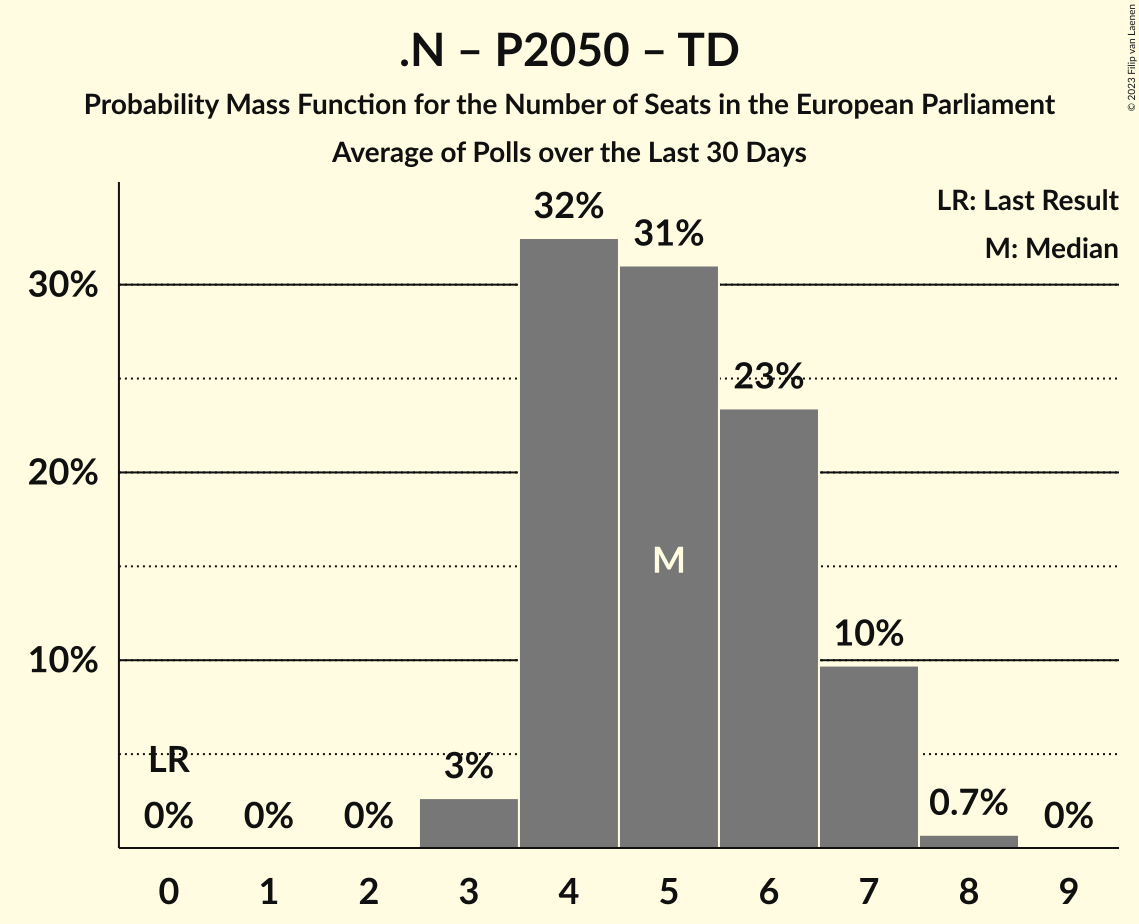 .N – P2050 – TD
Probability Mass Function for the Number of Seats in the European Parliament
Average of Polls over the Last 30 Days
© 2023 Filip van Laenen
LR: Last Result
M: Median
32%
31%
30%
23%
20%
M
10%
10%
LR
3%
0%
0%
0%
0.7%
0%
0 1 2 3 4 5 6 7 8 9